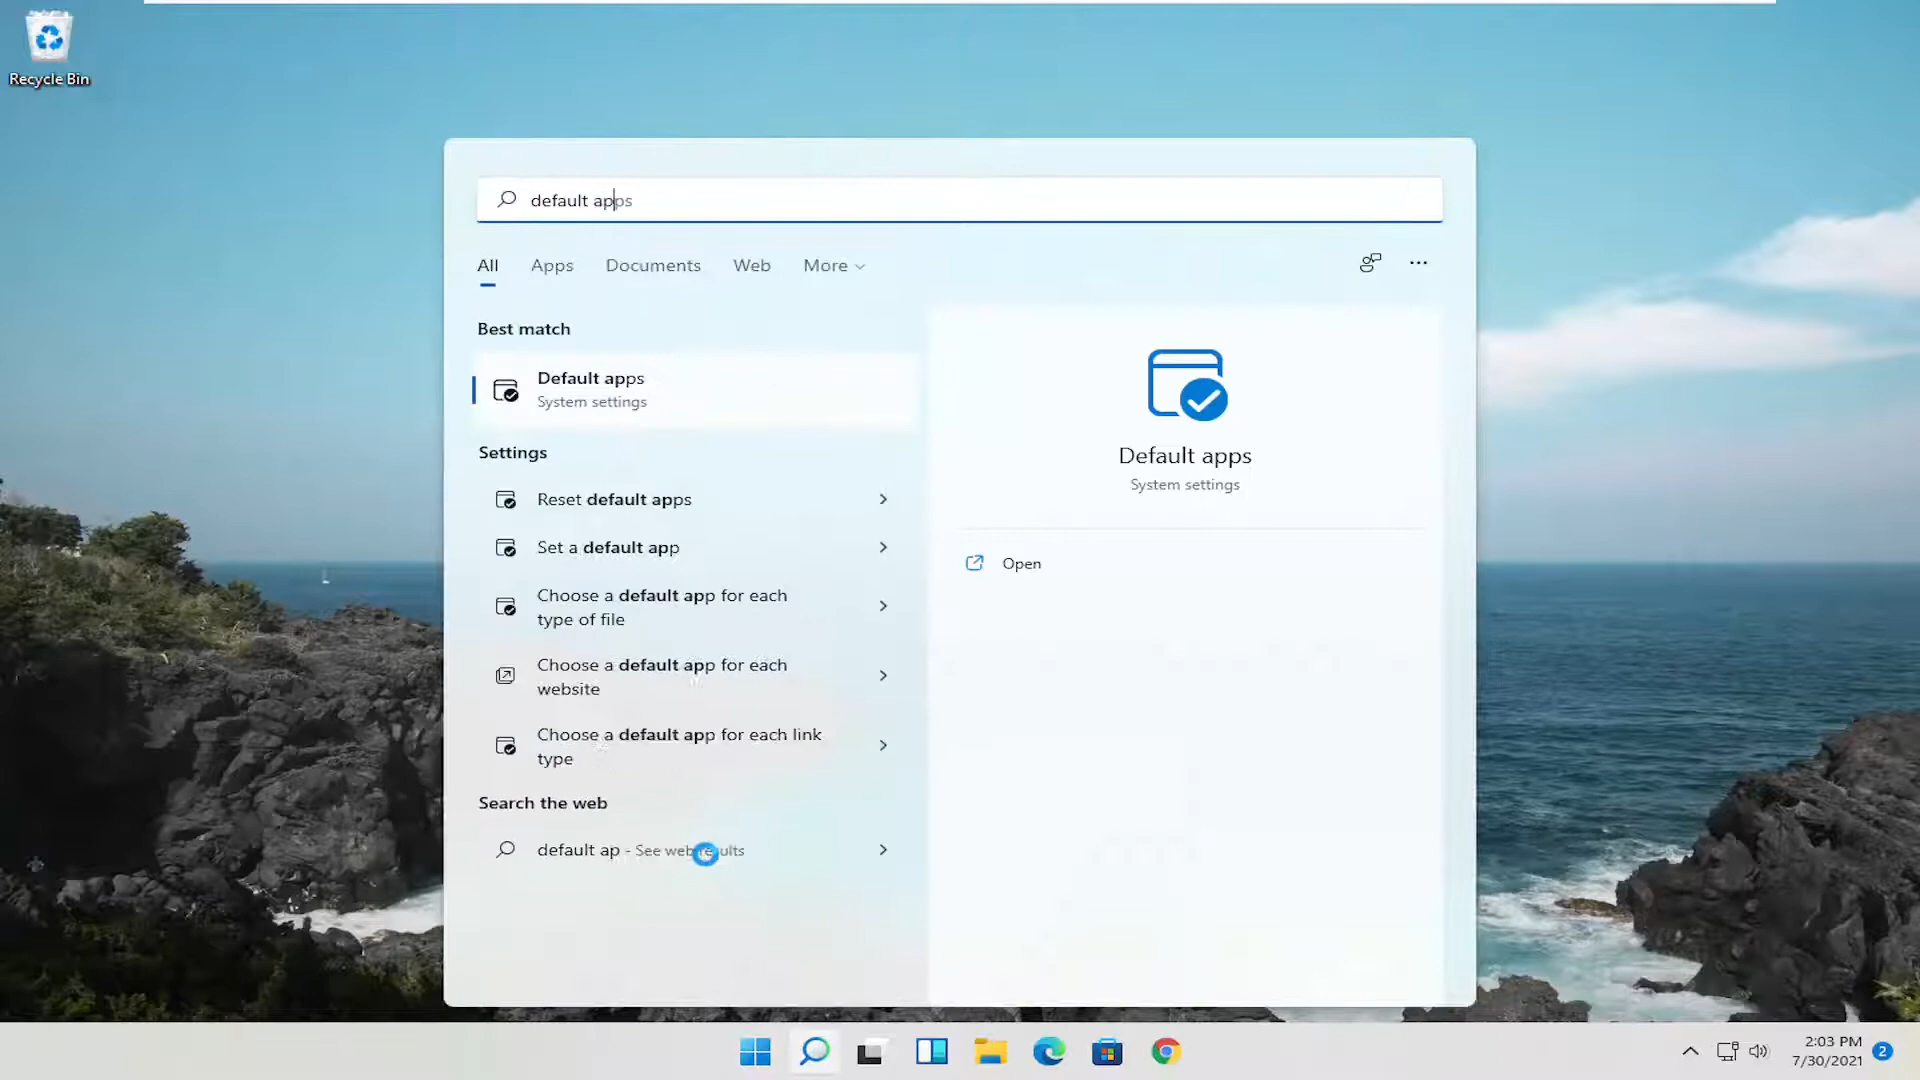 Recycle Bin
default apps
All Apps Documents Web More
Best match
Default apps
System settings
Settings
Reset default apps
Set a default app
Choose a default app for each
type of file
Choose a default app for each
website
Choose a default app for each link
type
Search the web
default ap - See web results
Default apps
System settings
Open
2:03 PM
7/30/2021
2